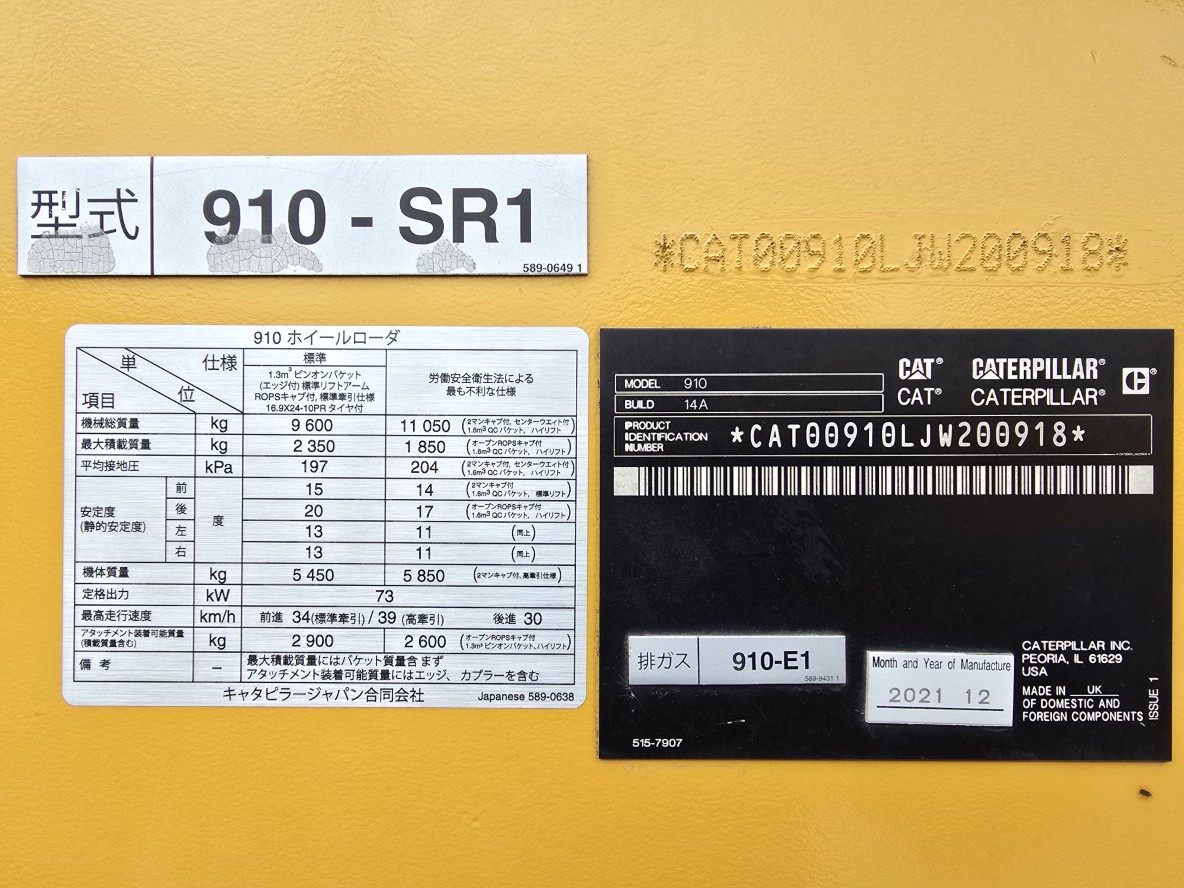 型式 910 - SR1
589-0649 1
*CAT00910LJW200918*
910 ホイールローダ
単位 仕様 項目
標準
1.3m³ ピンオンバケット
(エッジ付) 標準リフトアーム
ROPSキャブ付, 標準牽引仕様
16.9X24-10PR タイヤ付
労働安全衛生法による
最も不利な仕様
機械総質量 kg 9 600 11 050 (2マンキャブ付, センターウエイト付 1.6m³ QC バケット, ハイリフト)
最大積載質量 kg 2 350 1 850 (オープンROPSキャブ付 1.6m³ QC バケット, ハイリフト)
平均接地圧 kPa 197 204 (2マンキャブ付, センターウエイト付 1.6m³ QC バケット, ハイリフト)
安定度 (静的安定度) 度
前 15 14 (2マンキャブ付 1.6m³ QC バケット, 標準リフト)
後 20 17 (オープンROPSキャブ付 1.6m³ QC バケット, ハイリフト)
左 13 11 (同上)
右 13 11 (同上)
機体質量 kg 5 450 5 850 (2マンキャブ付, 高牽引仕様)
定格出力 kW 73
最高走行速度 km/h 前進 34(標準牽引) / 39 (高牽引) 後進 30
アタッチメント装着可能質量 (積載質量含む) kg 2 900 2 600 (オープンROPSキャブ付 1.3m³ ピンオンバケット, ハイリフト)
備 考 – 最大積載質量にはバケット質量含 まず
アタッチメント装着可能質量にはエッジ、カプラーを含む
キャタピラージャパン合同会社 Japanese 589-0638
MODEL 910
BUILD 14A
CAT® CATERPILLAR®
CAT® CATERPILLAR®
PRODUCT
IDENTIFICATION
NUMBER
*CAT00910LJW200918*
排ガス 910-E1
589-9431 1
Month and Year of Manufacture
2021 12
CATERPILLAR INC.
PEORIA, IL 61629
USA
MADE IN UK
OF DOMESTIC AND
FOREIGN COMPONENTS
ISSUE 1
515-7907